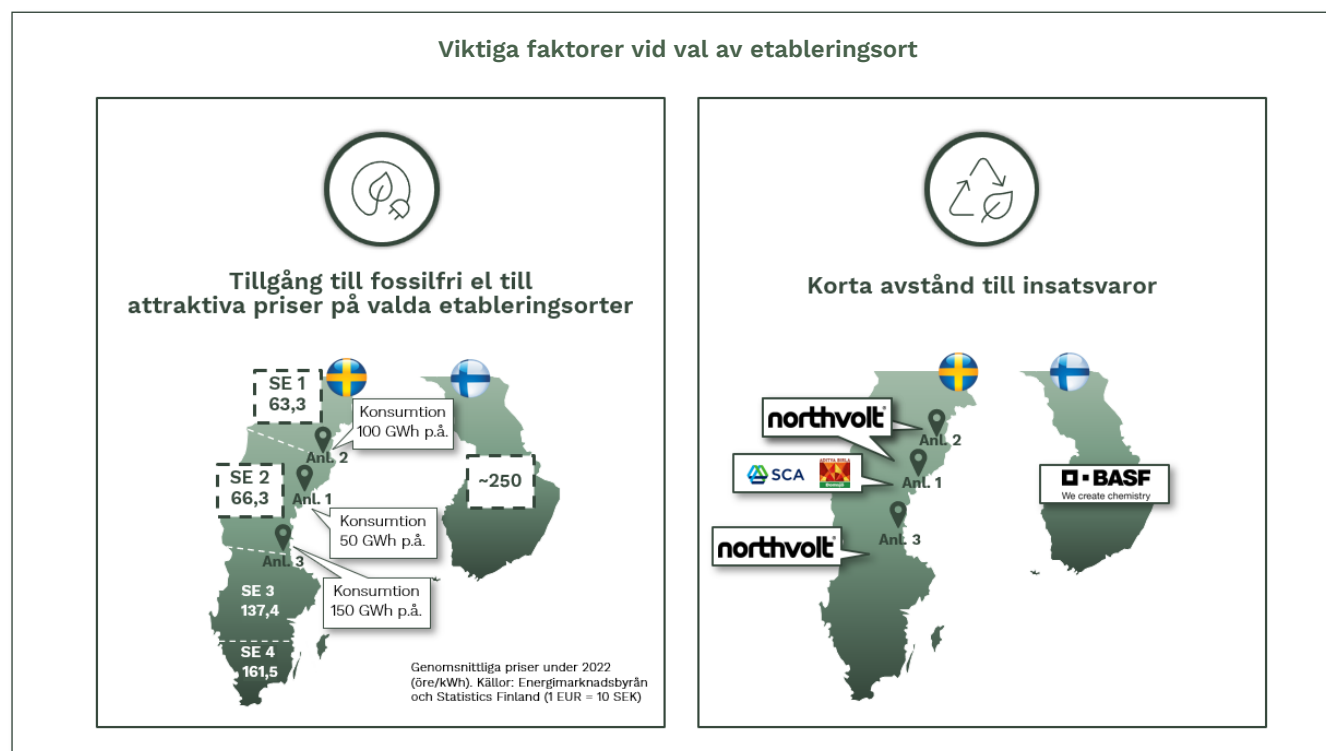 Viktiga faktorer vid val av etableringsort
Tillgång till fossilfri el till
attraktiva priser på valda etableringsorter
SE 1
63,3
Konsumtion
100 GWh p.å.
Anl. 2
SE 2
66,3
Anl. 1
~250
Konsumtion
50 GWh p.å.
Anl. 3
Konsumtion
150 GWh p.å.
SE 3
137,4
SE 4
161,5
Genomsnittliga priser under 2022
(öre/kWh). Källor: Energimarknadsbyrån
och Statistics Finland (1 EUR = 10 SEK)
Korta avstånd till insatsvaror
northvolt
Anl. 2
SCA
ADITYA BIRLA
Anl. 1
BASF
We create chemistry
Anl. 3
northvolt